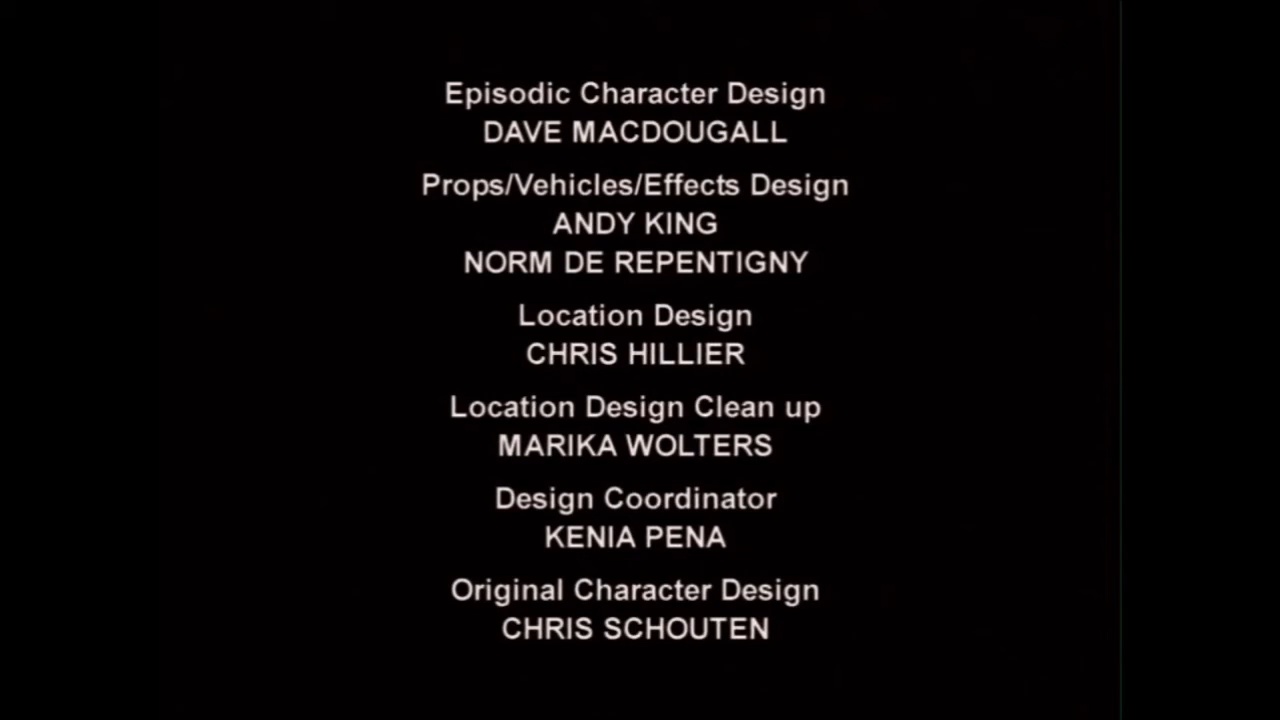 Episodic Character Design
DAVE MACDOUGALL
Props/Vehicles/Effects Design
ANDY KING
NORM DE REPENTIGNY
Location Design
CHRIS HILLIER
Location Design Clean up
MARIKA WOLTERS
Design Coordinator
KENIA PENA
Original Character Design
CHRIS SCHOUTEN